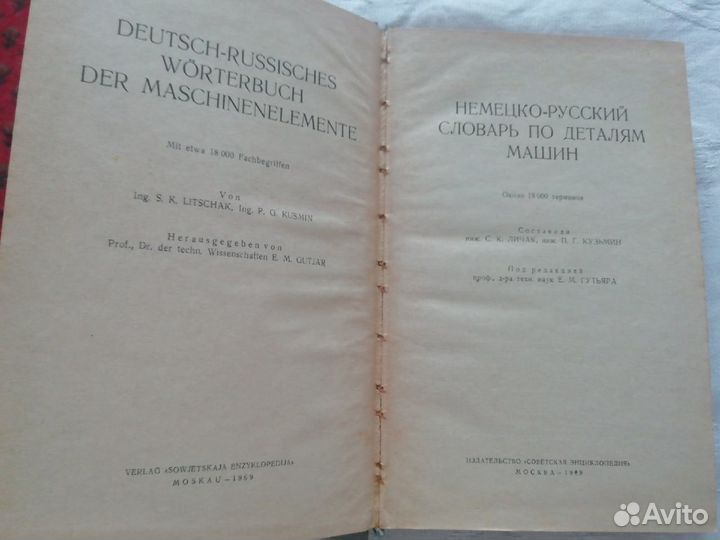 DEUTSCH-RUSSISCHES
WÖRTERBUCH
DER MASCHINENELEMENTE
Mit etwa 18 000 Fachbegriffen
Von
Ing. S. K. LITSCHAK, Ing. P. G. KUSMIN
Herausgegeben von
Prof., Dr. der techn. Wissenschaften E. M. GUTJAR
VERLAG «SOWJETSKAJA ENZYKLOPEDIJA»
MOSKAU — 1969
НЕМЕЦКО-РУССКИЙ
СЛОВАРЬ ПО ДЕТАЛЯМ
МАШИН
Около 18 000 терминов
Составили
инж. С. К. ЛИЧАК, инж. П. Г. КУЗЬМИН
Под редакцией
проф., д-ра техн. наук Е. М. ГУТЬЯРА
ИЗДАТЕЛЬСТВО «СОВЕТСКАЯ ЭНЦИКЛОПЕДИЯ»
МОСКВА — 1969
Avito